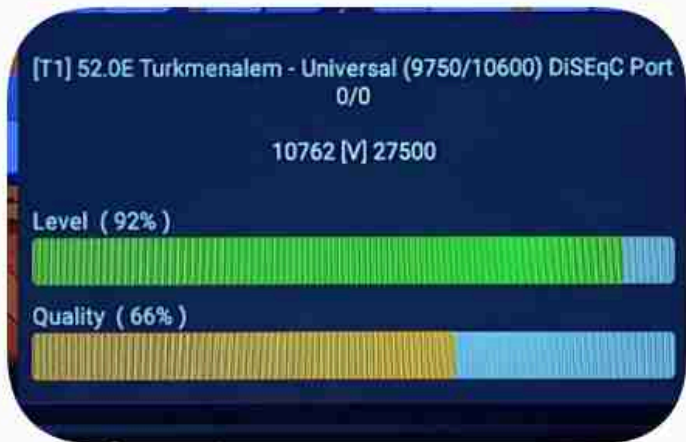 [T1] 52.0E Turkmenalem - Universal (9750/10600) DiSEqC Port
0/0
10762 [V] 27500
Level ( 92% )
Quality ( 66% )